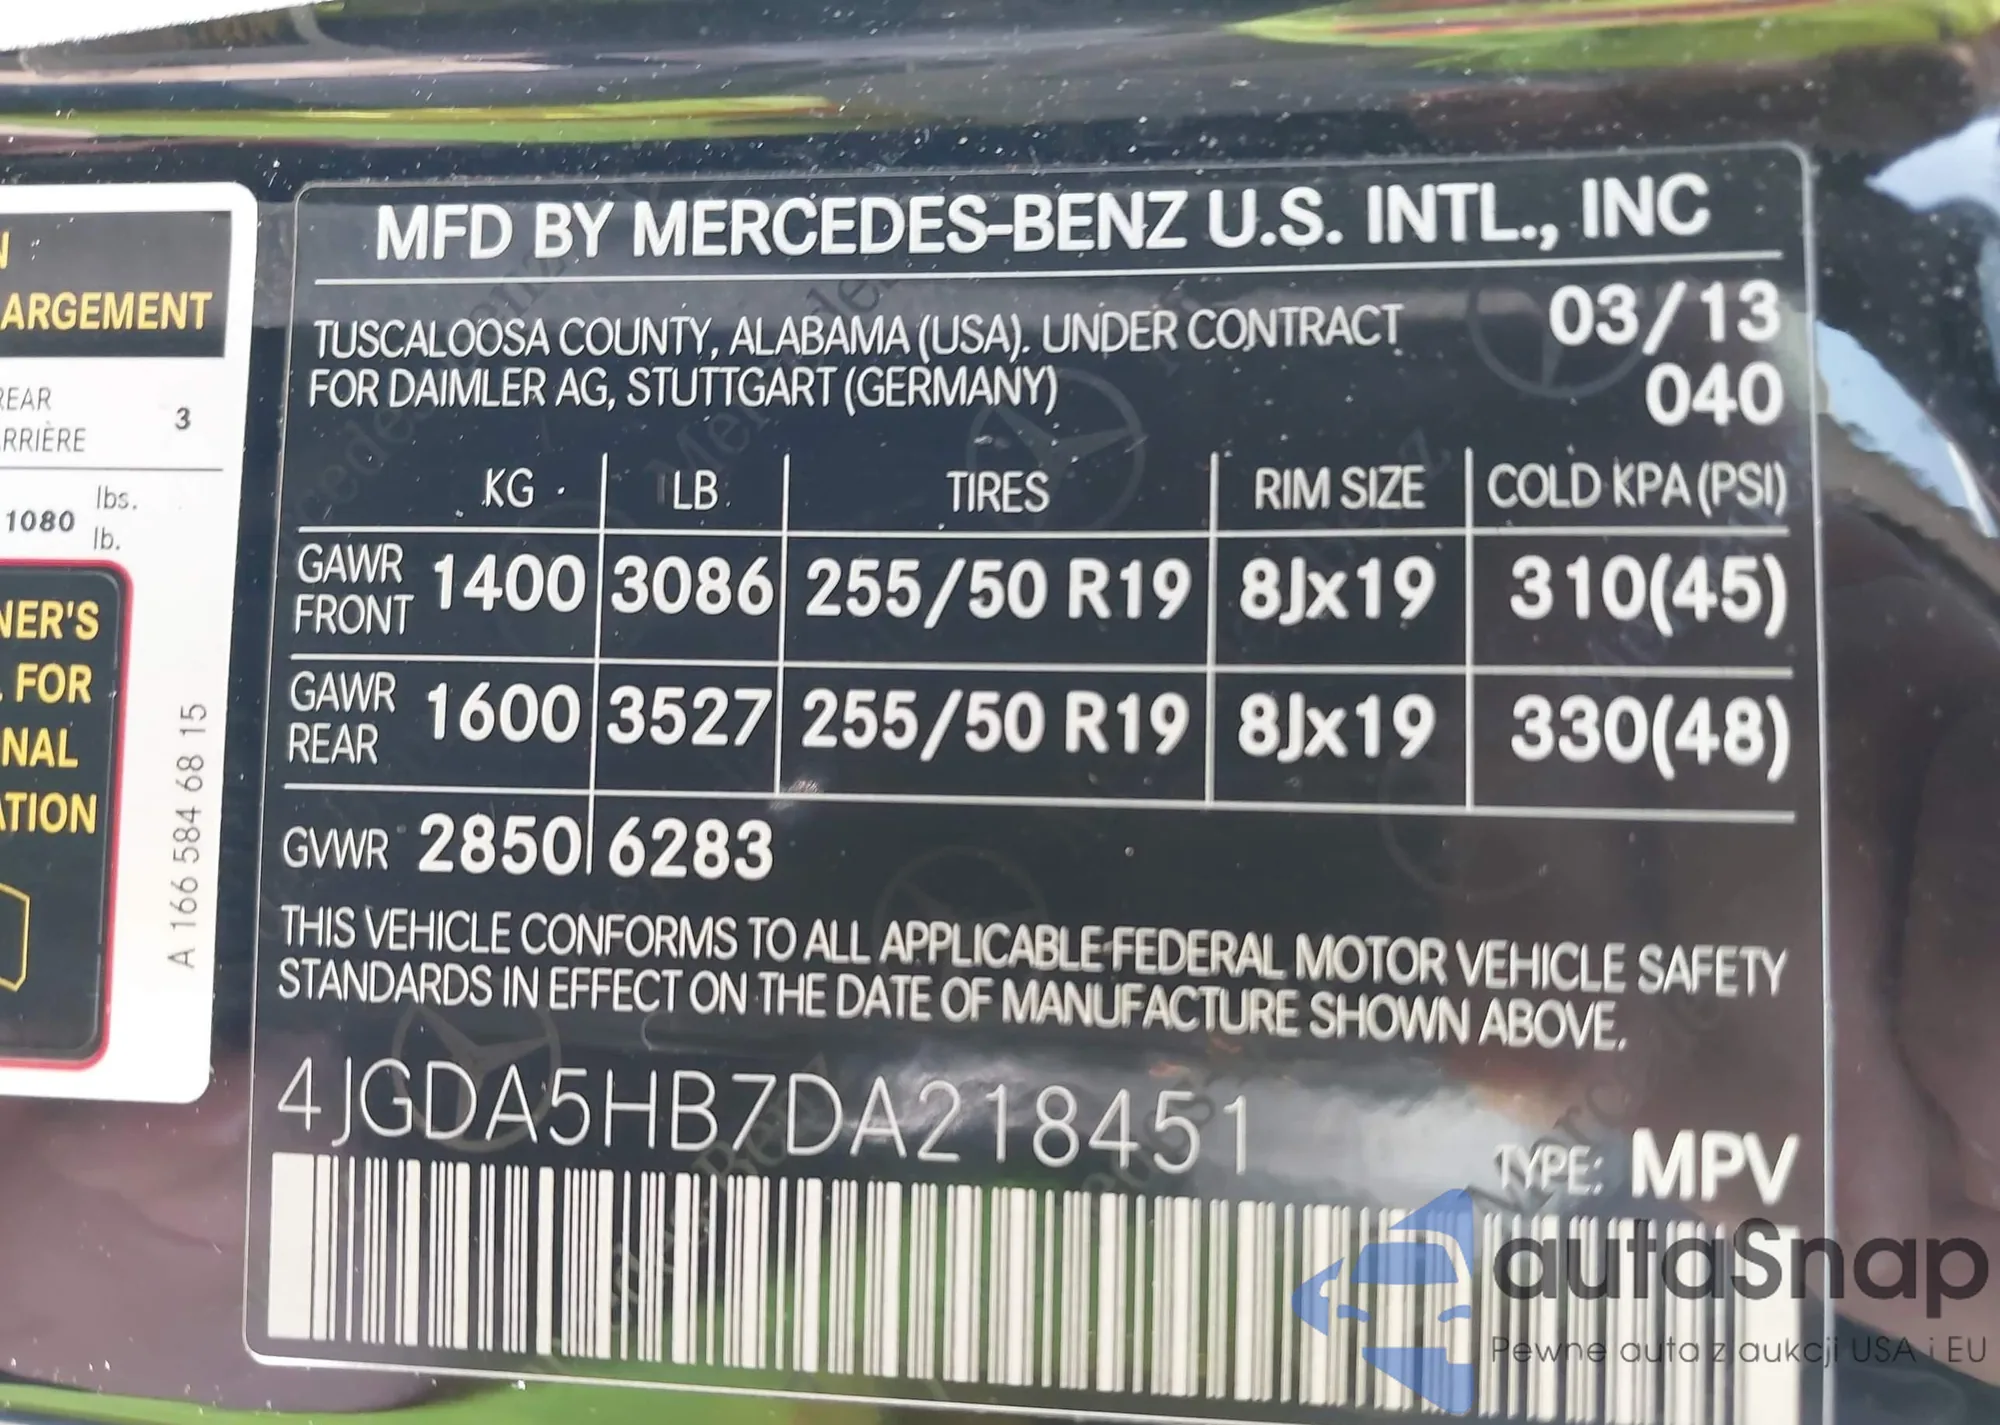 N
ARGEMENT
REAR
RRIÈRE
3
1080 lbs.
lb.
NER'S
FOR
NAL
ATION
A 166 584 68 15
MFD BY MERCEDES-BENZ U.S. INTL., INC
TUSCALOOSA COUNTY, ALABAMA (USA). UNDER CONTRACT
FOR DAIMLER AG, STUTTGART (GERMANY)
03/13
040
KG LB TIRES RIM SIZE COLD KPA (PSI)
GAWR FRONT 1400 3086 255/50 R19 8Jx19 310(45)
GAWR REAR 1600 3527 255/50 R19 8Jx19 330(48)
GVWR 2850 6283
THIS VEHICLE CONFORMS TO ALL APPLICABLE FEDERAL MOTOR VEHICLE SAFETY
STANDARDS IN EFFECT ON THE DATE OF MANUFACTURE SHOWN ABOVE.
4JGDA5HB7DA218451
TYPE: MPV
autaSnap
Pewne auta z aukcji USA i EU